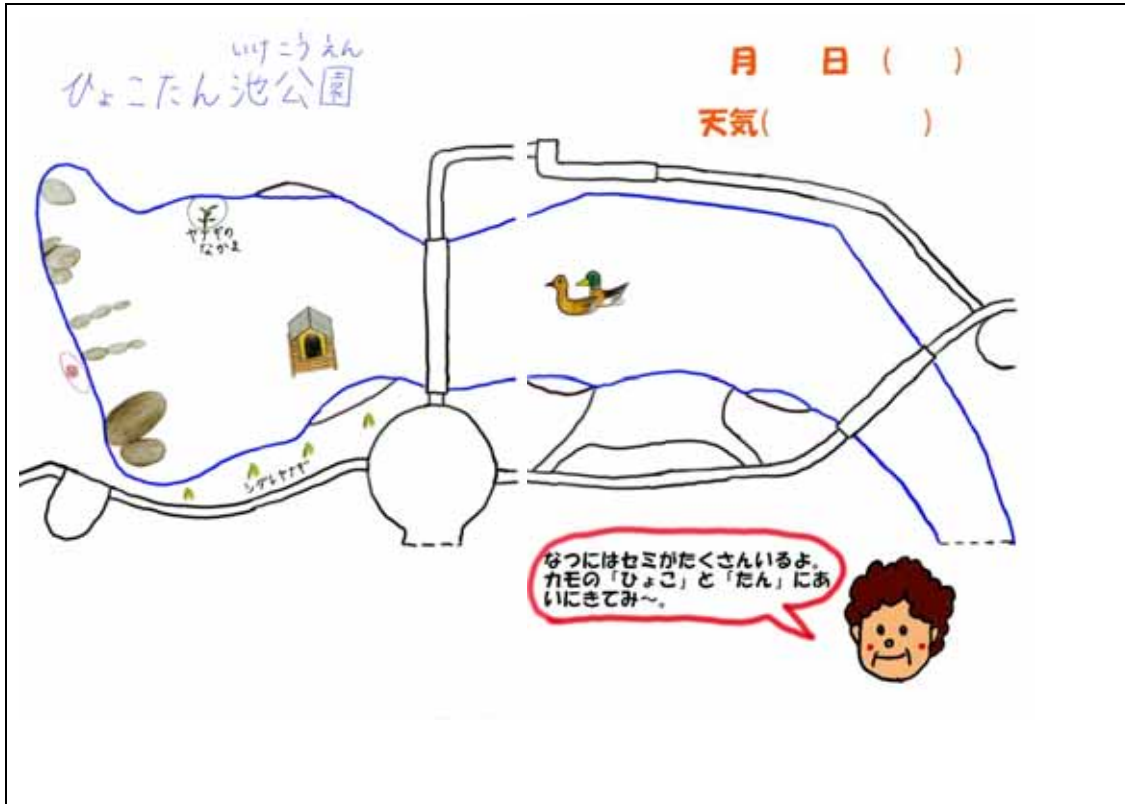 いけこうえん
ひょこたん池公園
月 日 ( )
天気( )
ヤナギの
なかま
シダレヤナギ
なつにはセミがたくさんいるよ。
カモの「ひょこ」と「たん」にあ
いにきてみ~。